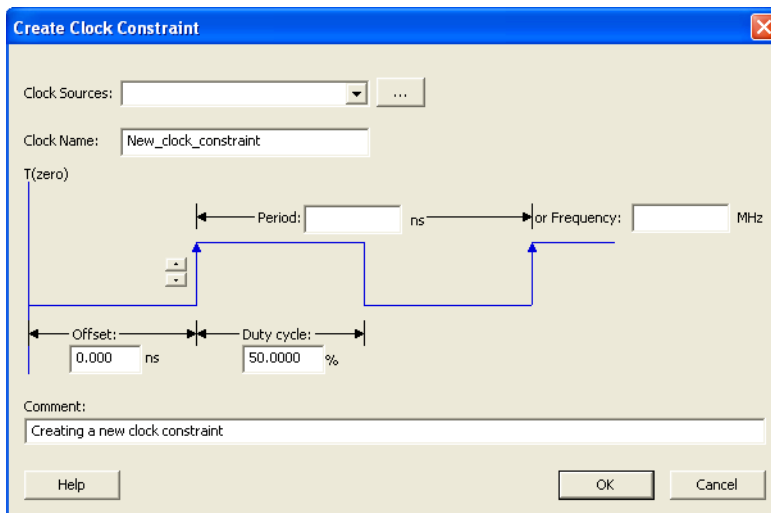 Create Clock Constraint
Clock Sources: ...
Clock Name: New_clock_constraint
T(zero)
Period: ns or Frequency: MHz
Offset: Duty cycle:
0.000 ns 50.0000 %
Comment:
Creating a new clock constraint
Help OK Cancel